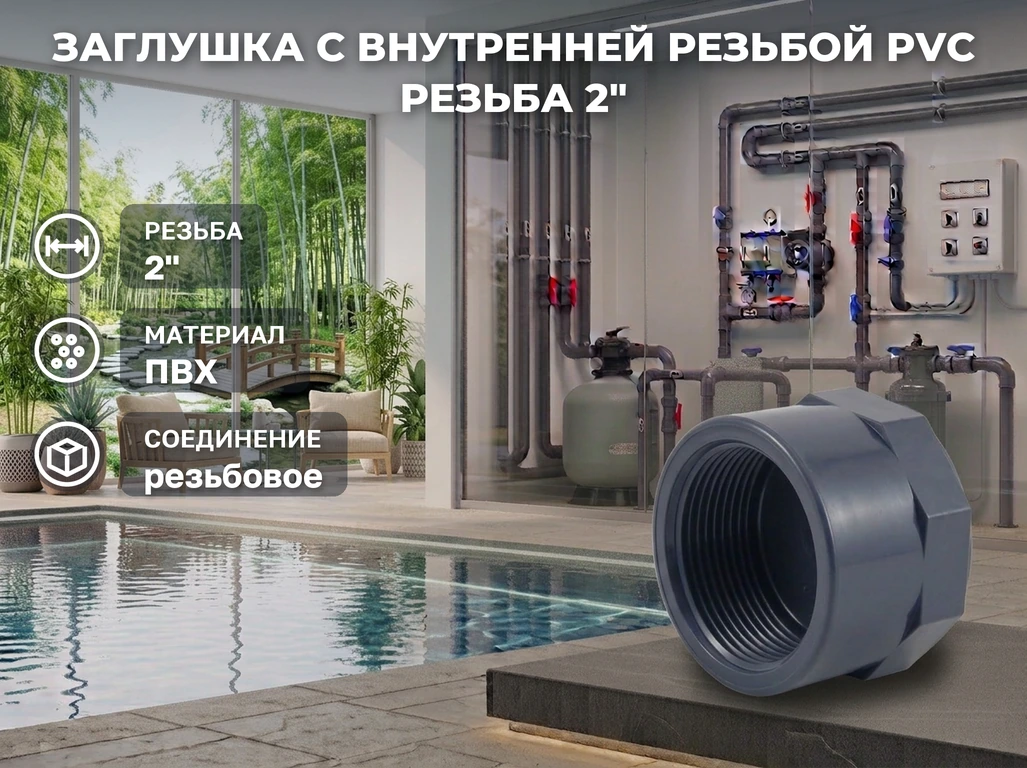 ЗАГЛУШКА С ВНУТРЕННЕЙ РЕЗЬБОЙ PVC
РЕЗЬБА 2"
РЕЗЬБА
2"
МАТЕРИАЛ
ПВХ
СОЕДИНЕНИЕ
резьбовое